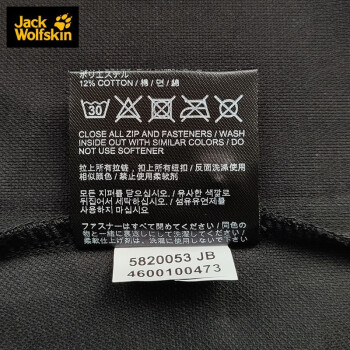 Jack
Wolfskin
ポリエステル
12% COTTON / 棉 / 면 / 綿
30
CLOSE ALL ZIP AND FASTENERS / WASH
INSIDE OUT WITH SIMILAR COLORS / DO
NOT USE SOFTENER
拉上所有拉链，扣上所有纽扣 / 反面洗涤使用
相似颜色 / 禁止使用柔顺剂
모든 지퍼를 닫으십시오 / 유사한 색깔로
뒤집어서 세탁하십시오 / 섬유유연제를
사용하지 마십시오
ファスナーはすべて閉めてください / 同色の
物と一緒に裏返しにして洗濯してください /
柔軟仕上げ剤は、使用しないでください
5820053 JB
4600100473